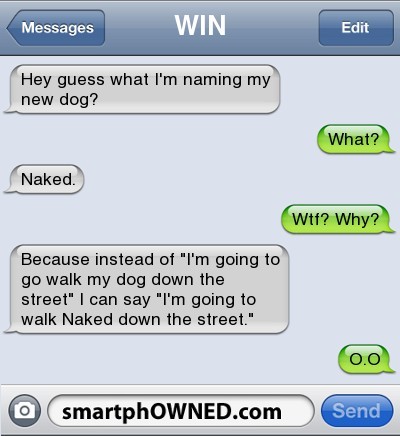 Messages
WIN
Edit
Hey guess what I'm naming my
new dog?
What?
Naked.
Wtf? Why?
Because instead of "I'm going to
go walk my dog down the
street" I can say "I'm going to
walk Naked down the street."
O.O
smartphOWNED.com
Send